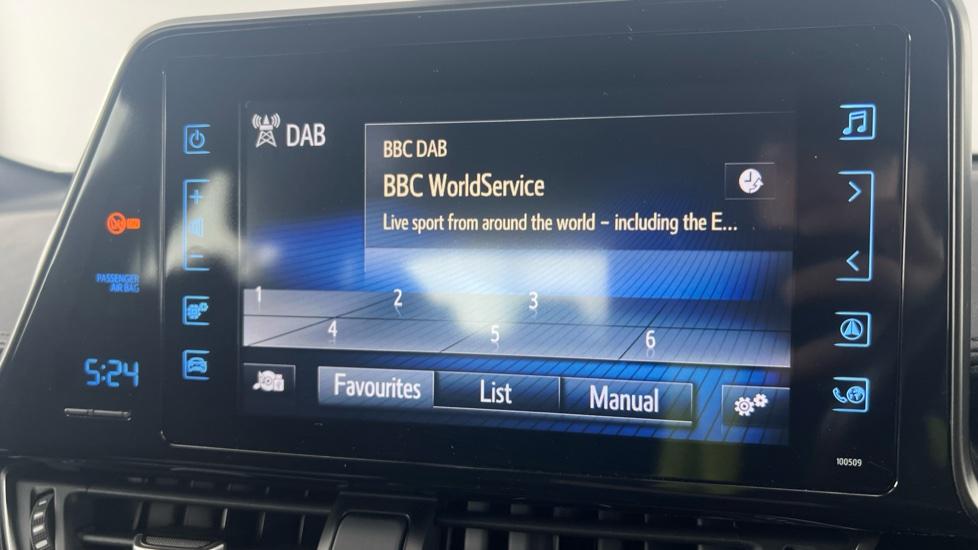 DAB
BBC DAB
BBC WorldService
Live sport from around the world – including the E...
PASSENGER
AIR BAG
1
2
3
4
5
6
5:24
Favourites
List
Manual
100509